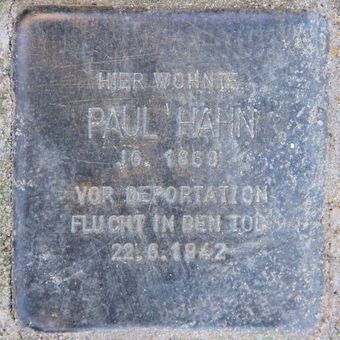 HIER WOHNTE
PAUL HAHN
JG. 1860
VOR DEPORTATION
FLUCHT IN DEN TOD
22.6.1942